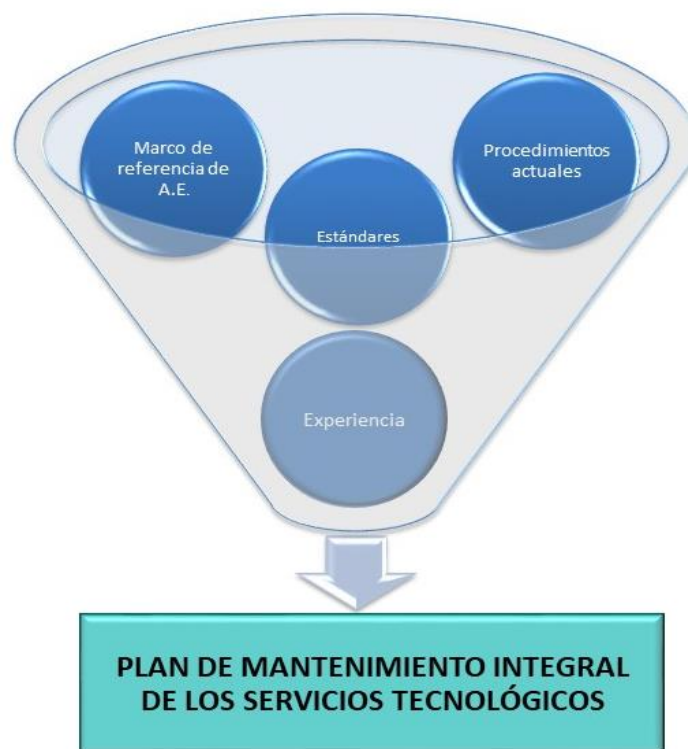 Marco de
referencia de
A.E.
Procedimientos
actuales
Estándares
Experiencia
PLAN DE MANTENIMIENTO INTEGRAL
DE LOS SERVICIOS TECNOLÓGICOS